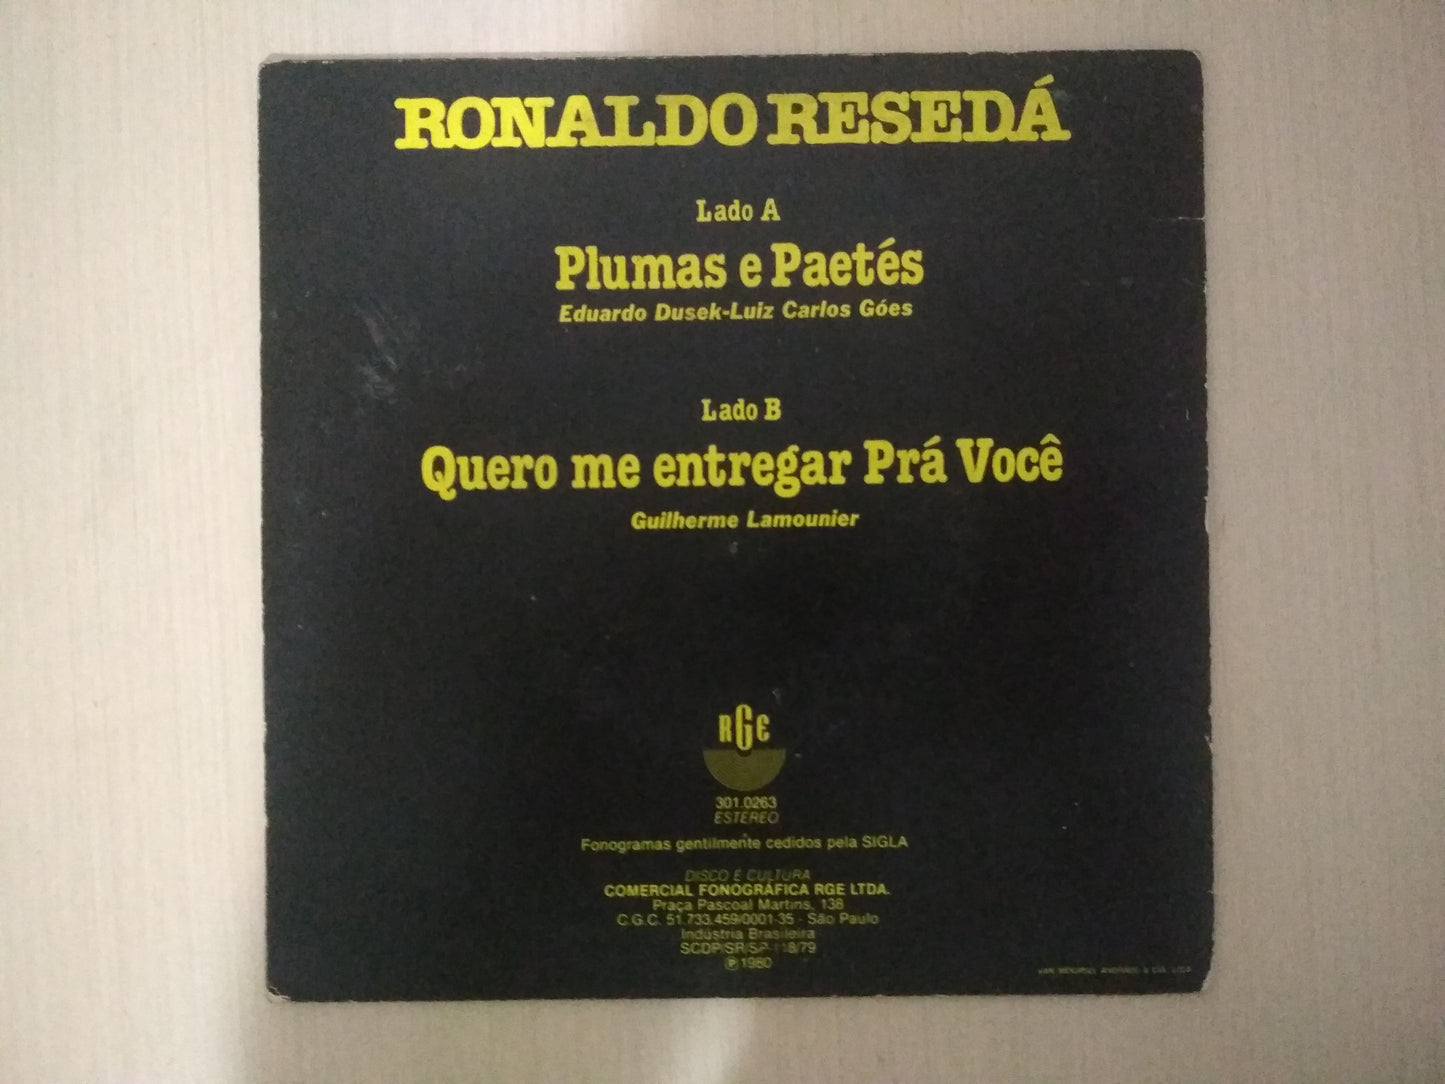 RONALDO RESEDÁ
Lado A
Plumas e Paetés
Eduardo Dusek-Luiz Carlos Góes
Lado B
Quero me entregar Prá Você
Guilherme Lamounier
RGE
301.0263
ESTÉREO
Fonogramas gentilmente cedidos pela SIGLA
DISCO É CULTURA
COMERCIAL FONOGRÁFICA RGE LTDA.
Praça Pascoal Martins, 138
C.G.C. 51.733.459/0001-35 - São Paulo
Indústria Brasileira
SCDP/SR/SP-118/79
℗ 1980